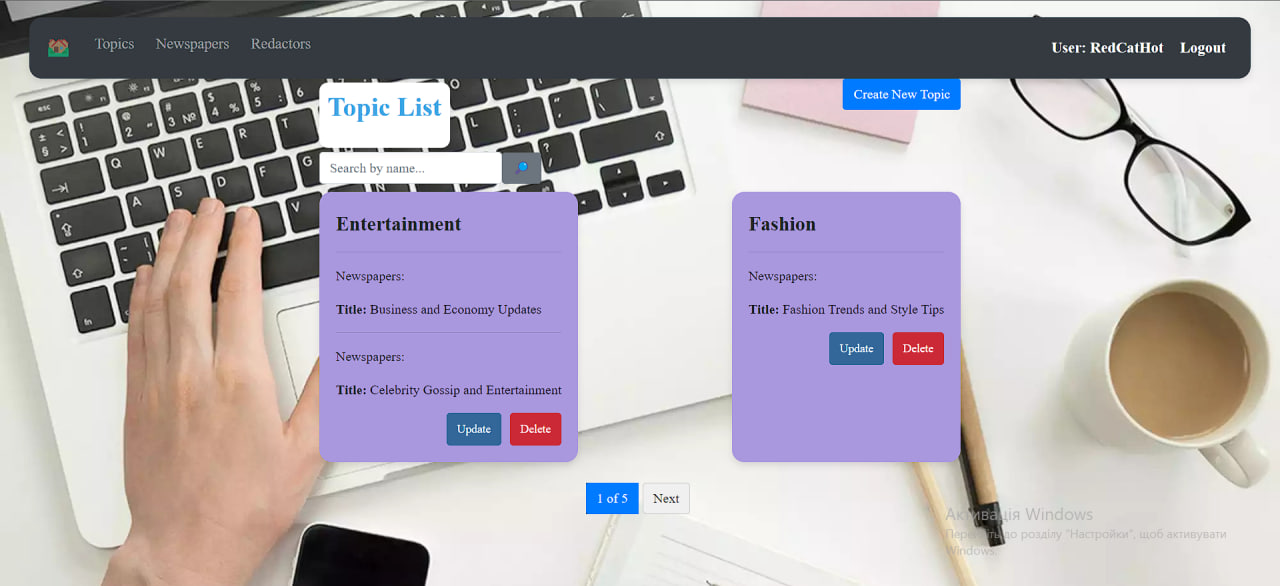 Topics Newspapers Redactors User: RedCatHot Logout
Topic List
Create New Topic
Search by name...
Entertainment
Newspapers:
Title: Business and Economy Updates
Newspapers:
Title: Celebrity Gossip and Entertainment
Update Delete
Fashion
Newspapers:
Title: Fashion Trends and Style Tips
Update Delete
1 of 5 Next
Активація Windows
Перейдіть до розділу "Настройки", щоб активувати
Windows.
esc
Q W E R T
A S D F G
V N
O L
fn